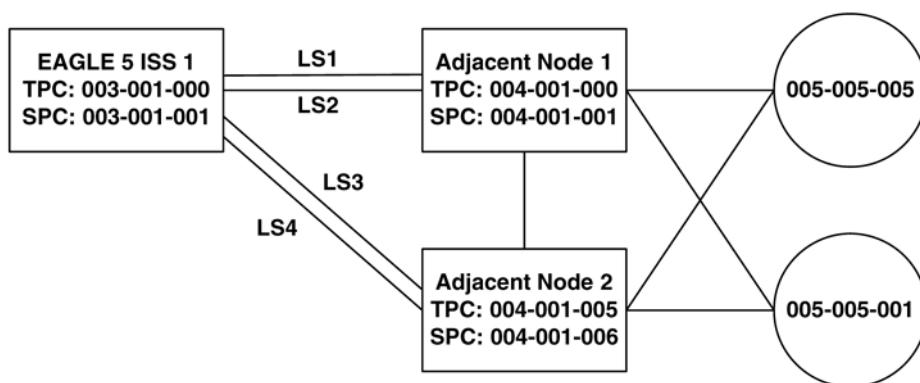 EAGLE 5 ISS 1
TPC: 003-001-000
SPC: 003-001-001
LS1
LS2
LS3
LS4
Adjacent Node 1
TPC: 004-001-000
SPC: 004-001-001
Adjacent Node 2
TPC: 004-001-005
SPC: 004-001-006
005-005-005
005-005-001